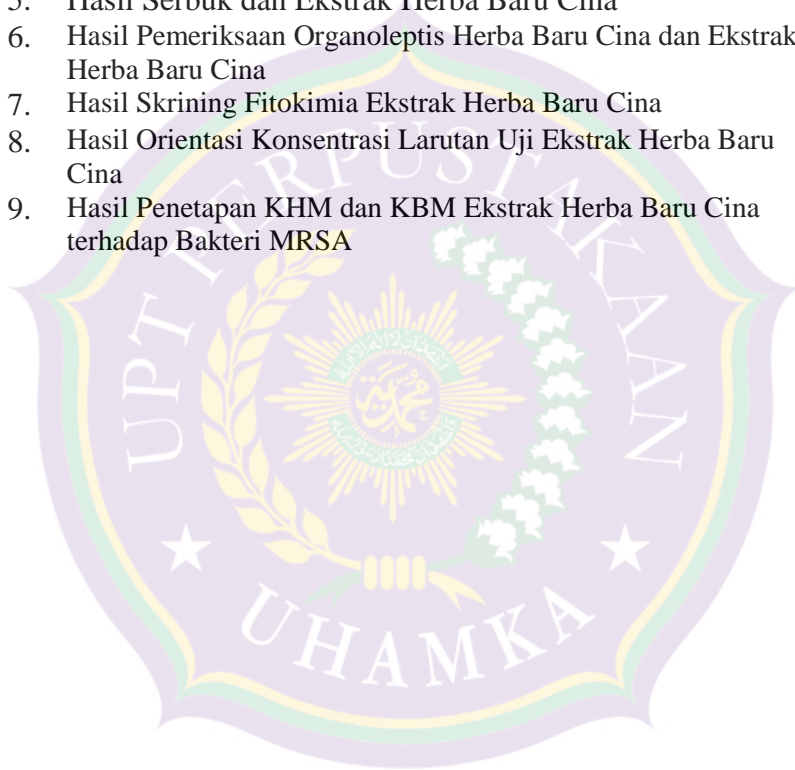 5. Hasil Serbuk dan Ekstrak Herba Baru Cina
6. Hasil Pemeriksaan Organoleptis Herba Baru Cina dan Ekstrak
Herba Baru Cina
7. Hasil Skrining Fitokimia Ekstrak Herba Baru Cina
8. Hasil Orientasi Konsentrasi Larutan Uji Ekstrak Herba Baru
Cina
9. Hasil Penetapan KHM dan KBM Ekstrak Herba Baru Cina
terhadap Bakteri MRSA
UPT PERPUSTAKAAN
UHAMKA